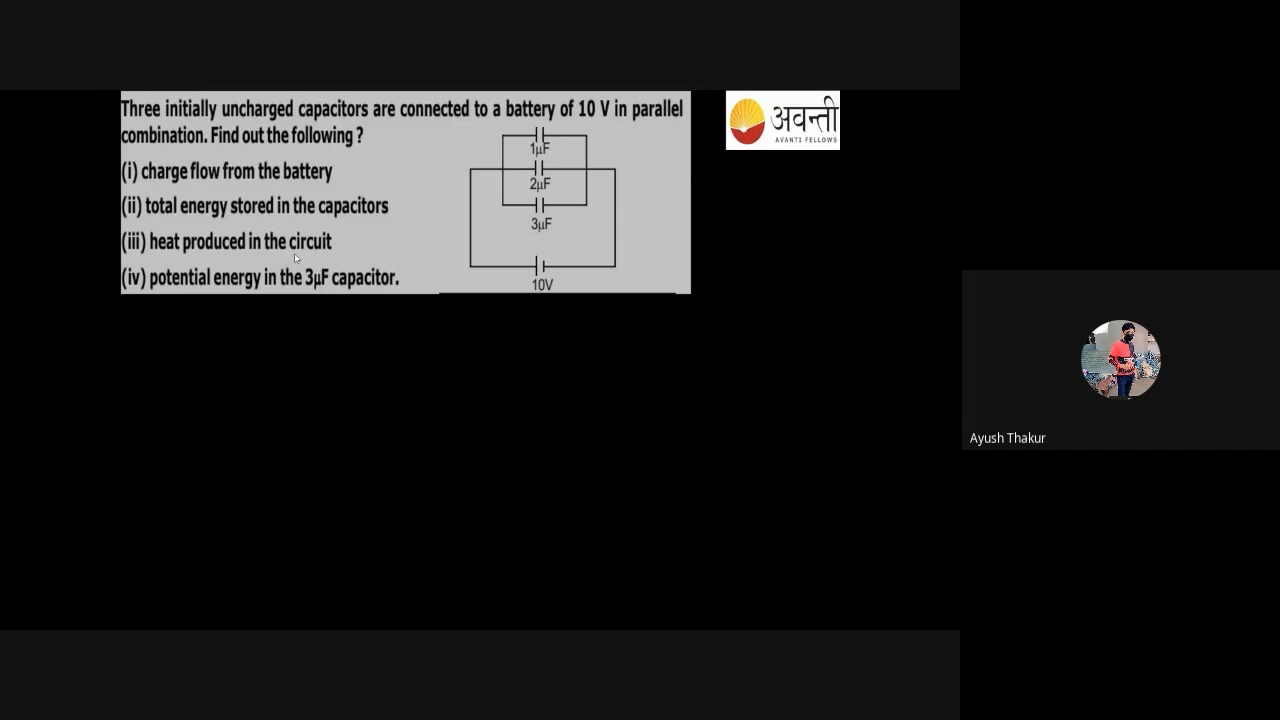 Three initially uncharged capacitors are connected to a battery of 10 V in parallel
combination. Find out the following ?
(i) charge flow from the battery
(ii) total energy stored in the capacitors
(iii) heat produced in the circuit
(iv) potential energy in the 3μF capacitor.
1μF
2μF
3μF
10V
अवन्ती
AVANTI FELLOWS
Ayush Thakur